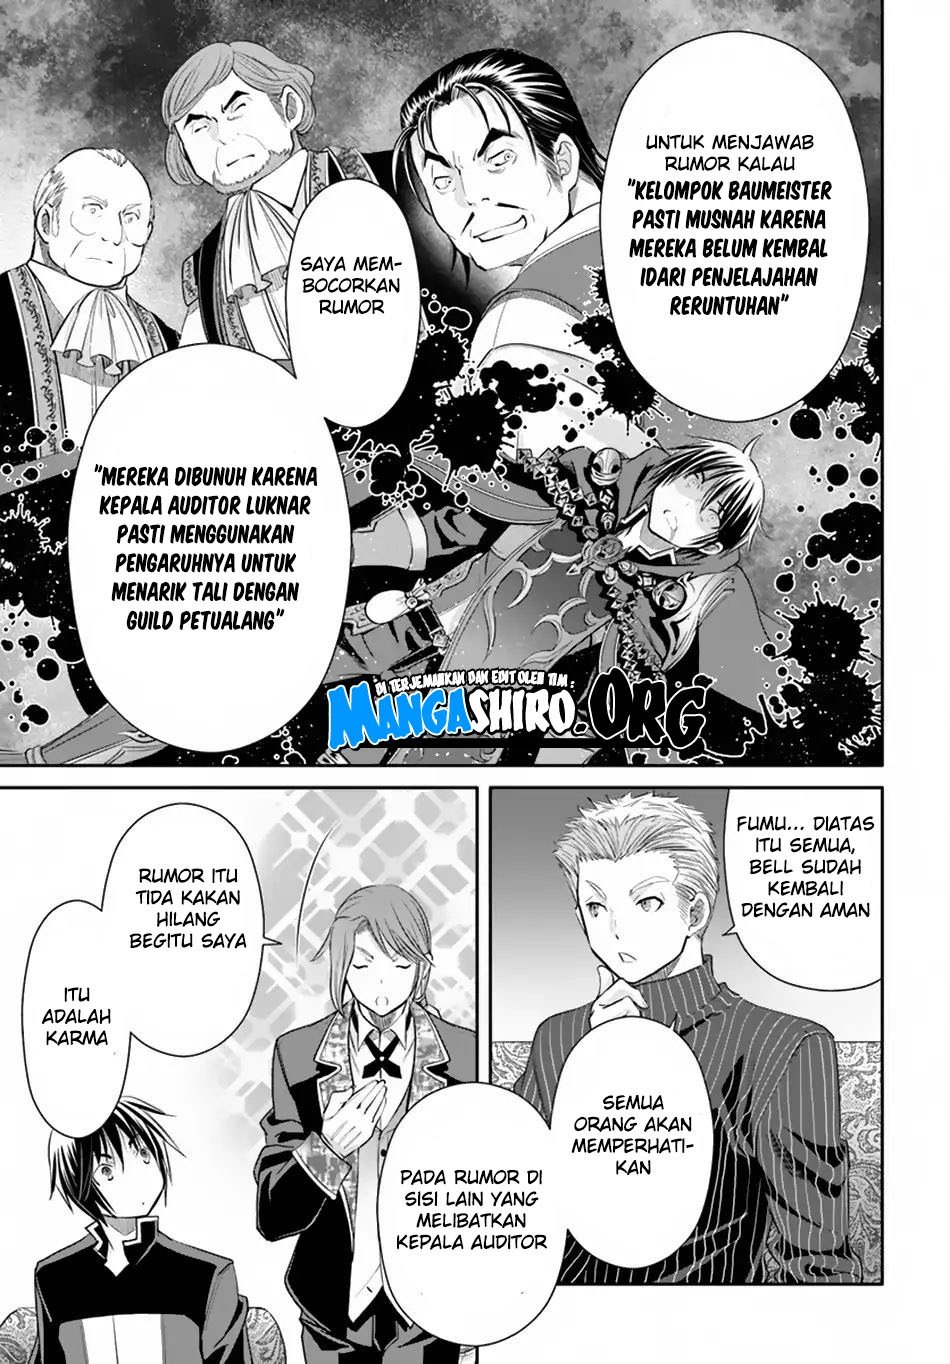 UNTUK MENJAWAB
RUMOR KALAU
"KELOMPOK BAUMEISTER
PASTI MUSNAH KARENA
MEREKA BELUM KEMBAL
IDARI PENJELAJAHAN
RERUNTUHAN"
SAYA MEM-
BOCORKAN
RUMOR
"MEREKA DIBUNUH KARENA
KEPALA AUDITOR LUKNAR
PASTI MENGGUNAKAN
PENGARUHNYA UNTUK
MENARIK TALI DENGAN
GUILD PETUALANG"
DI TERJEMAHKAN DAN EDIT OLEH TIM :
MANGASHIRO.ORG
FUMU... DIATAS
ITU SEMUA,
BELL SUDAH
KEMBALI
DENGAN AMAN
SEMUA
ORANG AKAN
MEMPERHATI-
KAN
PADA RUMOR DI
SISI LAIN YANG
MELIBATKAN
KEPALA AUDITOR
RUMOR ITU
TIDA KAKAN
HILANG
BEGITU SAYA
ITU
ADALAH
KARMA